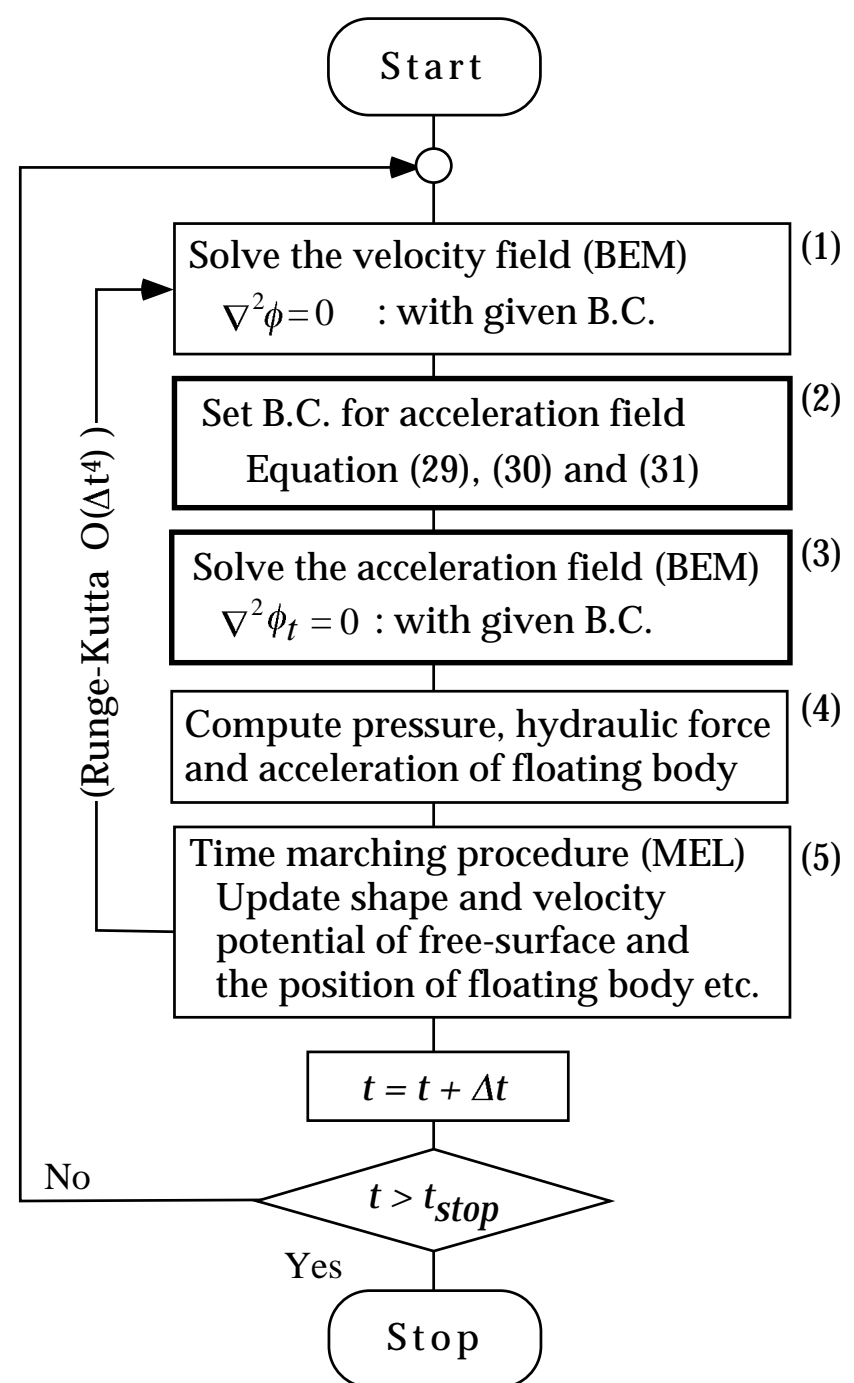 Start
Solve the velocity field (BEM)
∇²ϕ=0 : with given B.C.
(1)
Set B.C. for acceleration field
Equation (29), (30) and (31)
(2)
Solve the acceleration field (BEM)
∇²ϕₜ = 0 : with given B.C.
(3)
Compute pressure, hydraulic force
and acceleration of floating body
(4)
Time marching procedure (MEL)
Update shape and velocity
potential of free-surface and
the position of floating body etc.
(5)
(Runge-Kutta O(Δt⁴) )
t = t + Δt
t > tstop
No
Yes
Stop